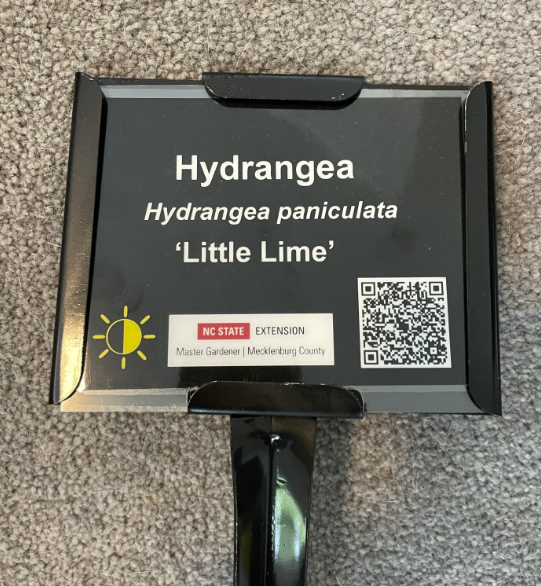 Hydrangea
Hydrangea paniculata
‘Little Lime’
NC STATE EXTENSION
Master Gardener | Mecklenburg County